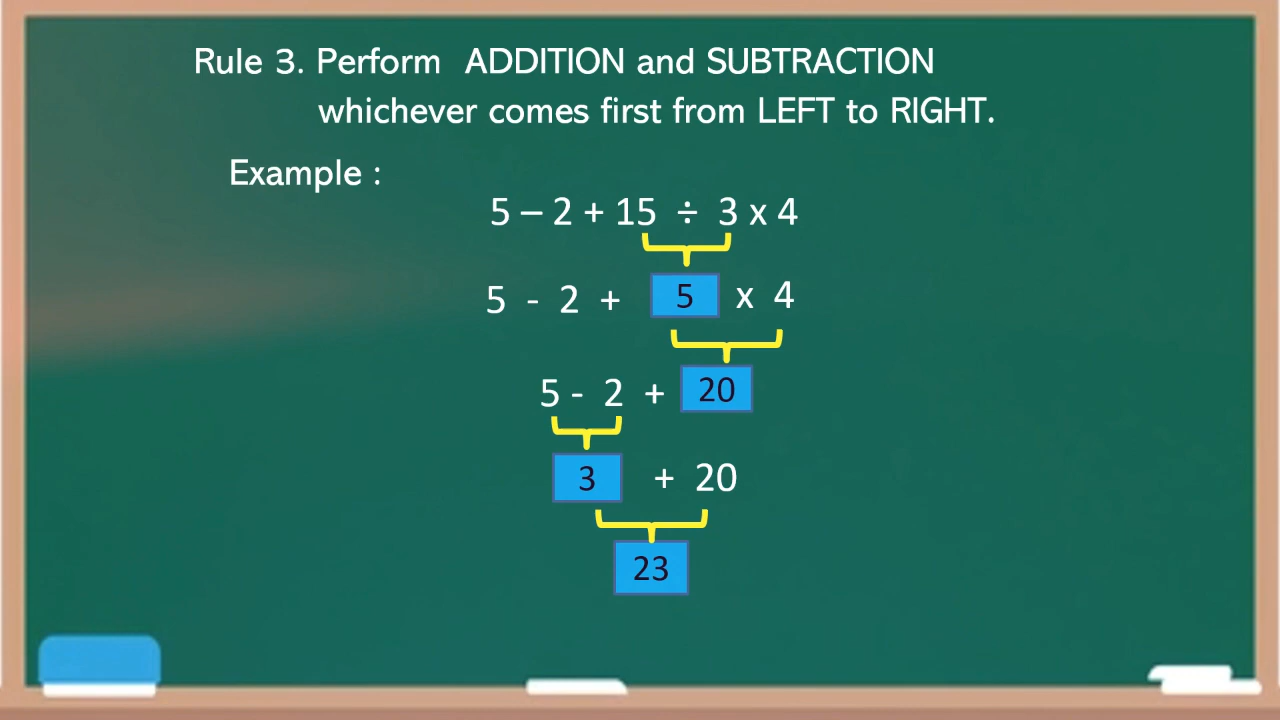 Rule 3. Perform ADDITION and SUBTRACTION
whichever comes first from LEFT to RIGHT.
Example :
5 – 2 + 15 ÷ 3 x 4
5 - 2 + 5 x 4
5 - 2 + 20
3 + 20
23